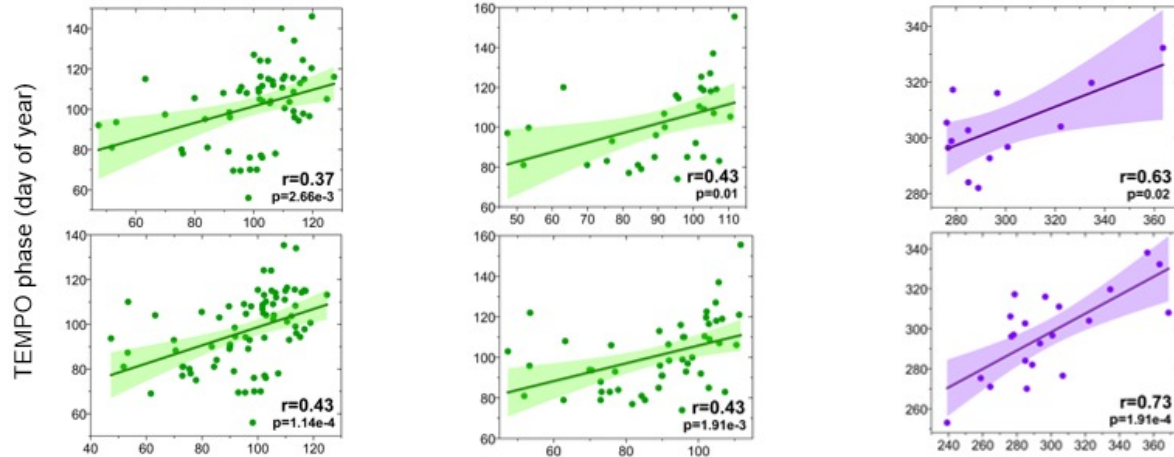 TEMPO phase (day of year)
140
120
100
80
60
r=0.37
p=2.66e-3
60 80 100 120
160
140
120
100
80
60
r=0.43
p=0.01
50 60 70 80 90 100 110
340
320
300
280
r=0.63
p=0.02
280 300 320 340 360
140
120
100
80
60
r=0.43
p=1.14e-4
40 60 80 100 120
160
140
120
100
80
60
r=0.43
p=1.91e-3
60 80 100
340
320
300
280
260
r=0.73
p=1.91e-4
240 260 280 300 320 340 360